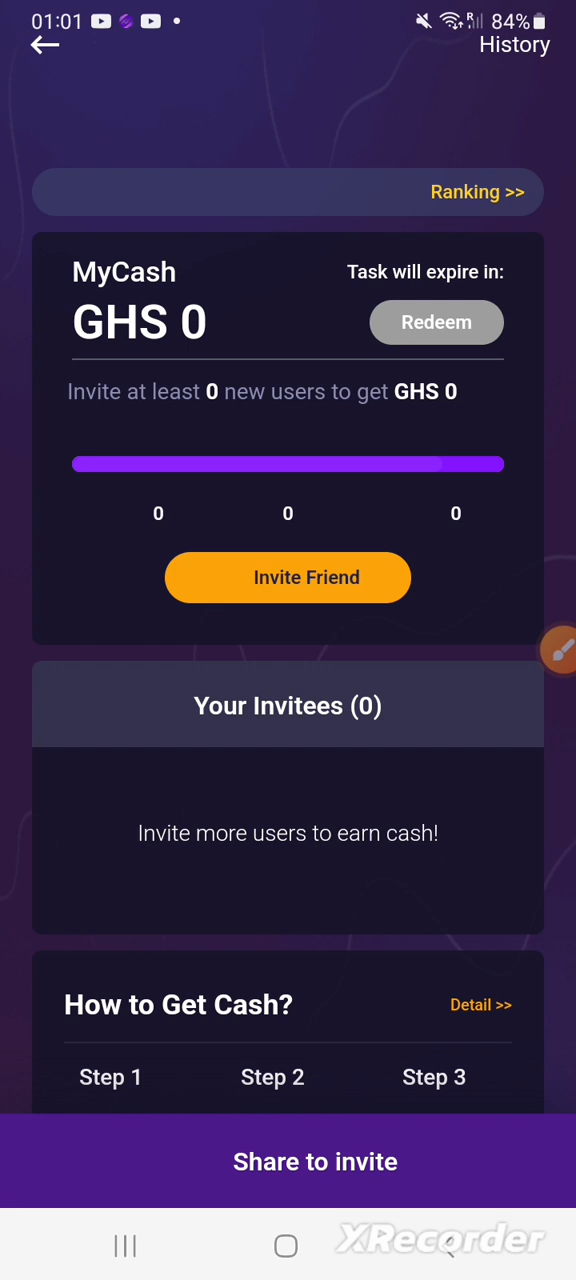 01:01
84%
History
Ranking >>
MyCash
Task will expire in:
GHS 0
Redeem
Invite at least 0 new users to get GHS 0
0 0 0
Invite Friend
Your Invitees (0)
Invite more users to earn cash!
How to Get Cash?
Detail >>
Step 1 Step 2 Step 3
Share to invite
XRecorder